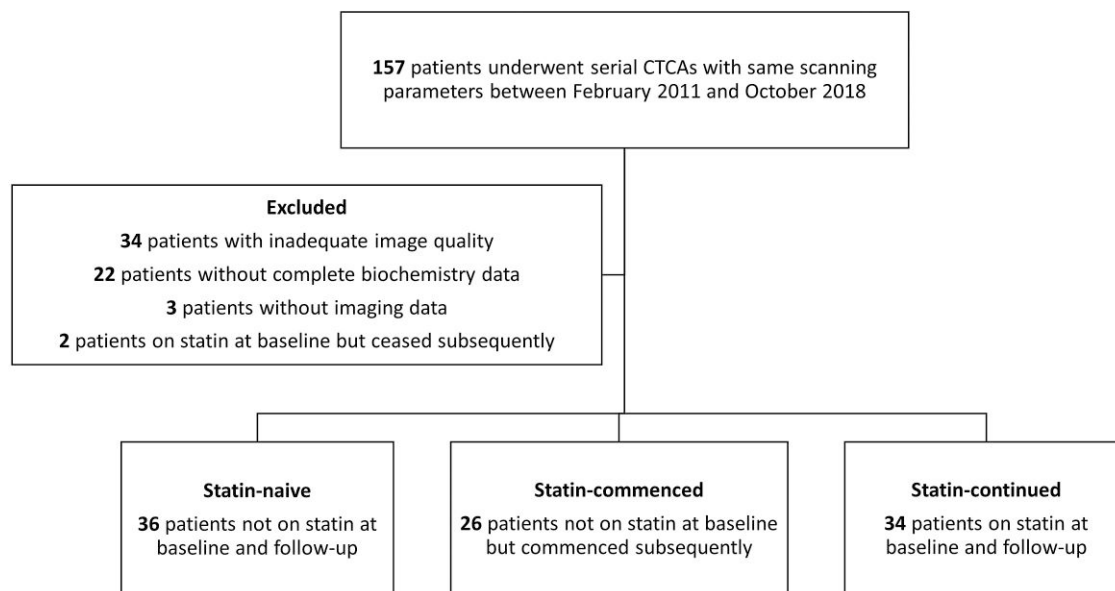 157 patients underwent serial CTCAs with same scanning
parameters between February 2011 and October 2018
Excluded
34 patients with inadequate image quality
22 patients without complete biochemistry data
3 patients without imaging data
2 patients on statin at baseline but ceased subsequently
Statin-naive
36 patients not on statin at
baseline and follow-up
Statin-commenced
26 patients not on statin at baseline
but commenced subsequently
Statin-continued
34 patients on statin at
baseline and follow-up